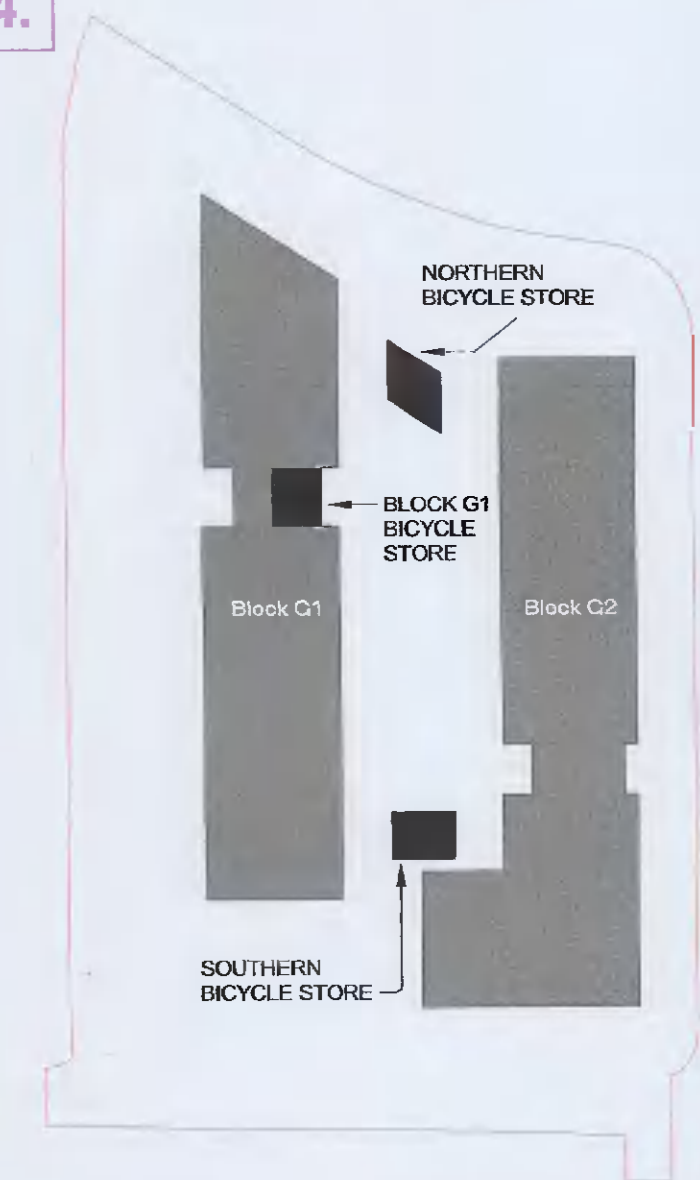 4.
NORTHERN
BICYCLE STORE
BLOCK G1
BICYCLE
STORE
Block G1
Block G2
SOUTHERN
BICYCLE STORE